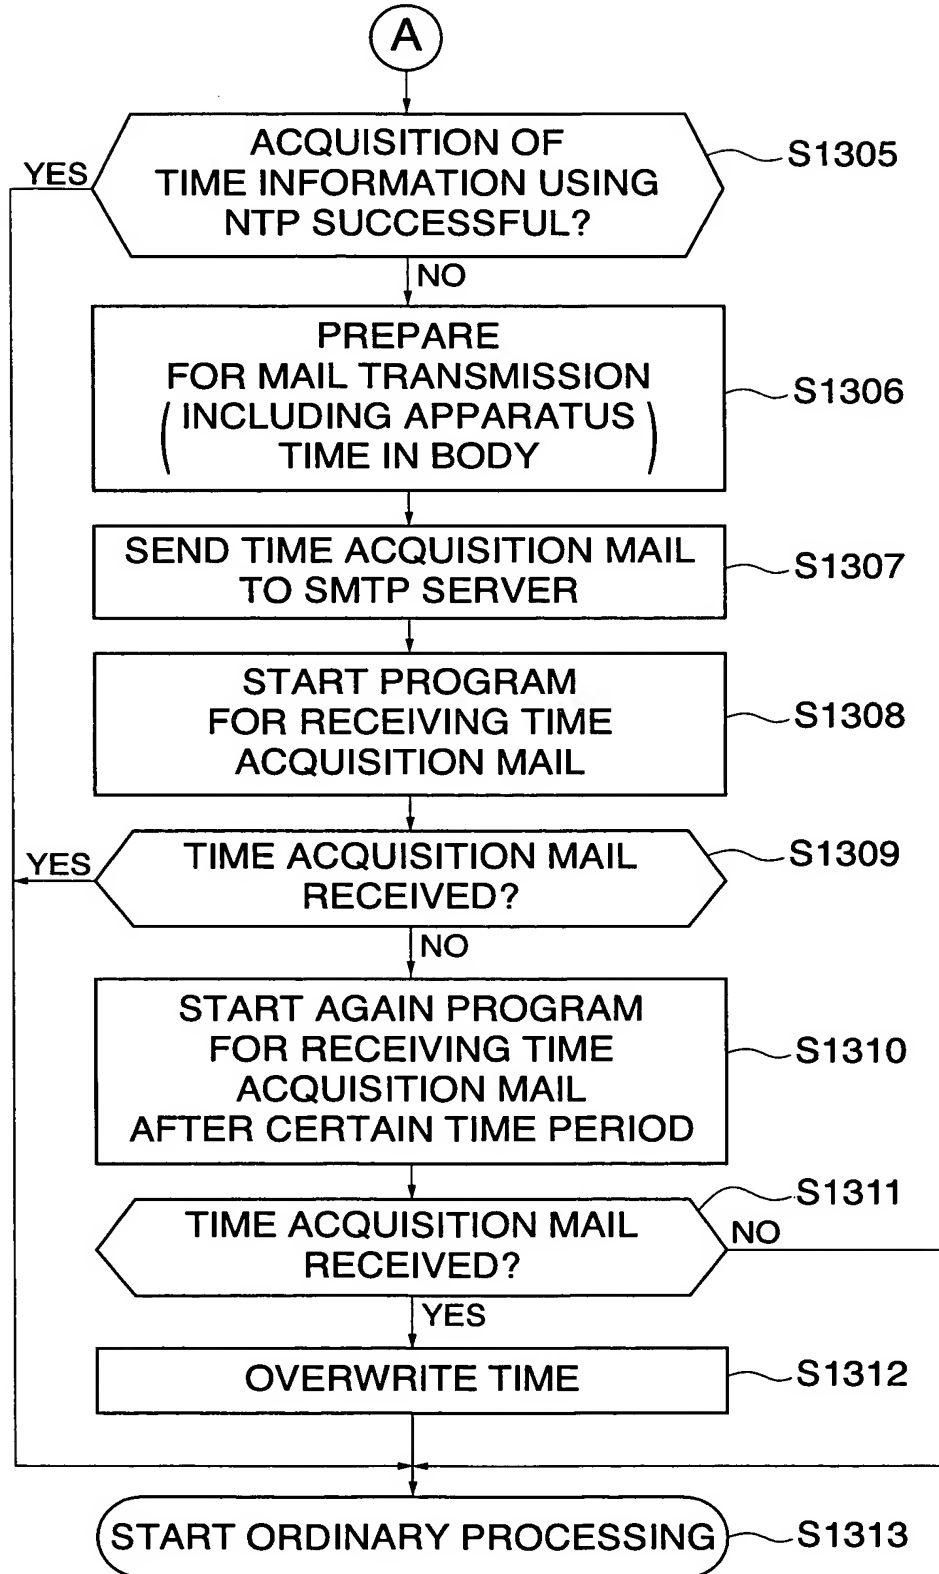 A
ACQUISITION OF
TIME INFORMATION USING
NTP SUCCESSFUL?
S1305
YES
NO
PREPARE
FOR MAIL TRANSMISSION
(INCLUDING APPARATUS
TIME IN BODY)
S1306
SEND TIME ACQUISITION MAIL
TO SMTP SERVER
S1307
START PROGRAM
FOR RECEIVING TIME
ACQUISITION MAIL
S1308
TIME ACQUISITION MAIL
RECEIVED?
S1309
YES
NO
START AGAIN PROGRAM
FOR RECEIVING TIME
ACQUISITION MAIL
AFTER CERTAIN TIME PERIOD
S1310
TIME ACQUISITION MAIL
RECEIVED?
S1311
NO
YES
OVERWRITE TIME
S1312
START ORDINARY PROCESSING
S1313